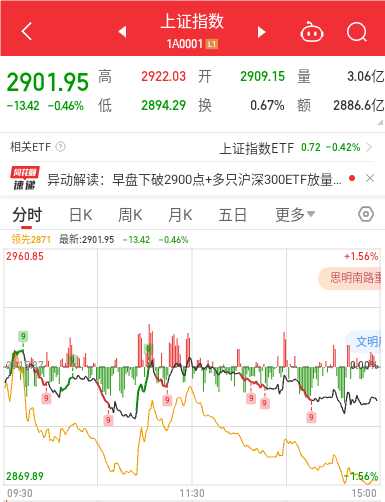 上证指数
1A0001 L1
2901.95 高 2922.03 开 2909.15 量 3.06亿
-13.42 -0.46% 低 2894.29 换 0.67% 额 2886.6亿
相关ETF ? 上证指数ETF 0.72 -0.42%
同花顺 速递 异动解读：早盘下破2900点+多只沪深300ETF放量...
分时 日K 周K 月K 五日 更多
领先2871 最新:2901.95 -13.42 -0.46%
2960.85 +1.56%
思明南路重
9
9
文明
0.00%
9
9
9
9
9
9
9
9
2869.89 -1.56%
09:30 11:30 15:00